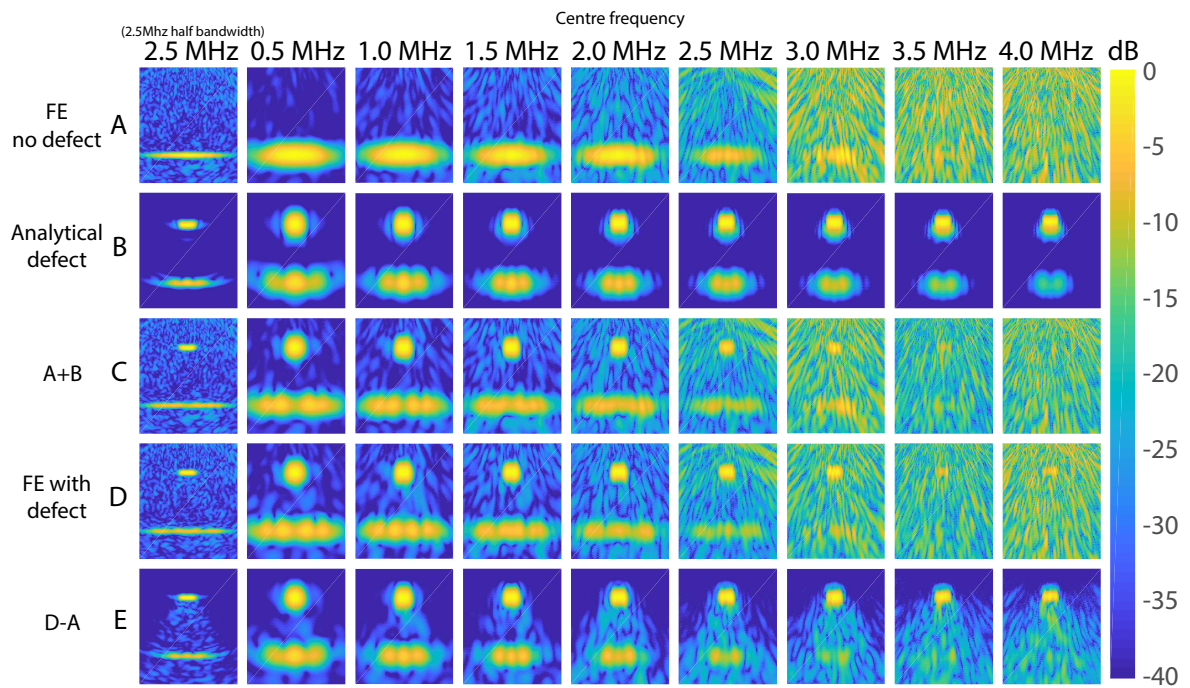 Centre frequency
(2.5Mhz half bandwidth)
2.5 MHz 0.5 MHz 1.0 MHz 1.5 MHz 2.0 MHz 2.5 MHz 3.0 MHz 3.5 MHz 4.0 MHz dB
FE
no defect
A
Analytical
defect
B
A+B
C
FE with
defect
D
D-A
E
0
-5
-10
-15
-20
-25
-30
-35
-40